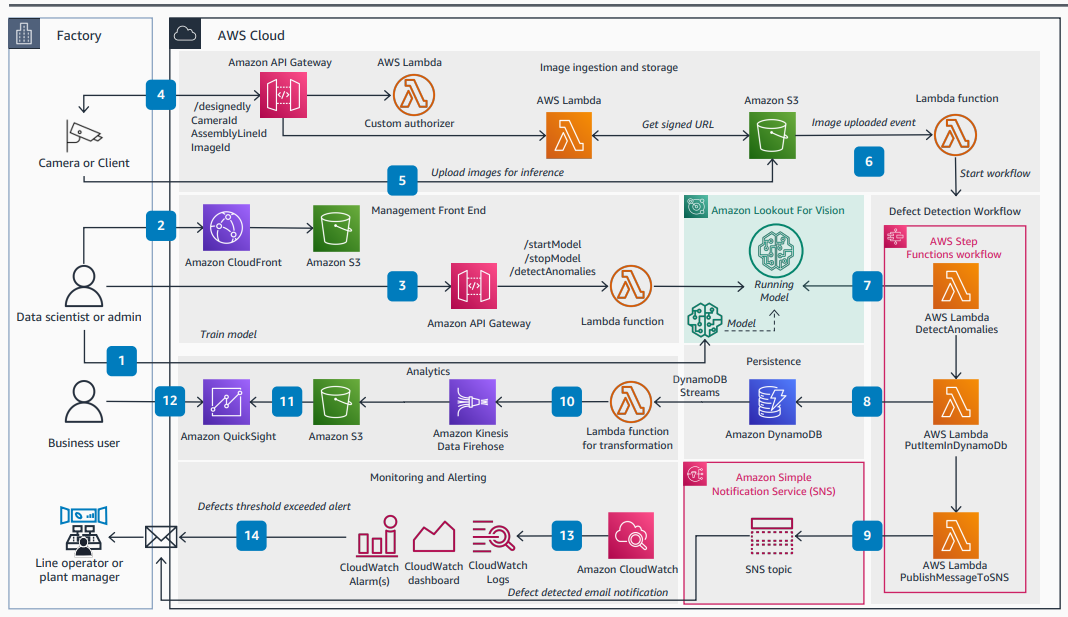 Factory
AWS Cloud
Amazon API Gateway
AWS Lambda
Image ingestion and storage
4
/designedly
CameraId
AssemblyLineId
ImageId
Custom authorizer
AWS Lambda
Get signed URL
Amazon S3
Image uploaded event
Lambda function
6
Camera or Client
5
Upload images for inference
Start workflow
2
Amazon CloudFront
Amazon S3
Management Front End
Amazon Lookout For Vision
Defect Detection Workflow
AWS Step
Functions workflow
/startModel
/stopModel
/detectAnomalies
3
Amazon API Gateway
Lambda function
Running
Model
7
AWS Lambda
DetectAnomalies
Data scientist or admin
Train model
Model
1
Analytics
Persistence
DynamoDB
Streams
12
11
10
8
Business user
Amazon QuickSight
Amazon S3
Amazon Kinesis
Data Firehose
Lambda function
for transformation
Amazon DynamoDB
AWS Lambda
PutItemInDynamoDb
Monitoring and Alerting
Amazon Simple
Notification Service (SNS)
Defects threshold exceeded alert
14
13
9
Line operator or
plant manager
CloudWatch
Alarm(s)
CloudWatch
dashboard
CloudWatch
Logs
Amazon CloudWatch
SNS topic
AWS Lambda
PublishMessageToSNS
Defect detected email notification